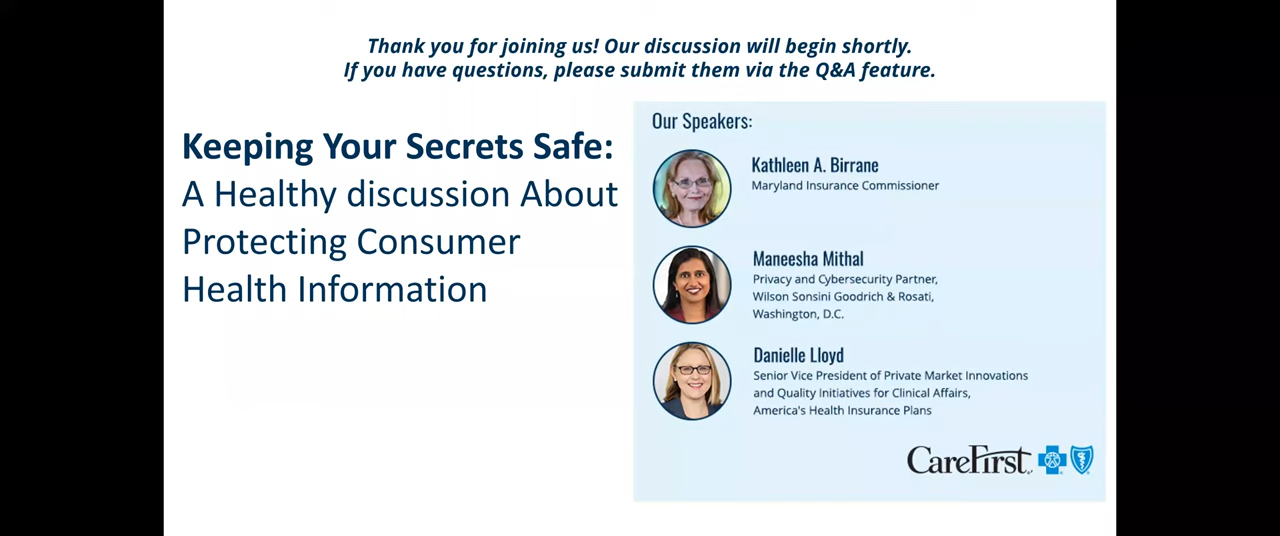 Thank you for joining us! Our discussion will begin shortly.
If you have questions, please submit them via the Q&A feature.
Keeping Your Secrets Safe:
A Healthy discussion About
Protecting Consumer
Health Information
Our Speakers:
Kathleen A. Birrane
Maryland Insurance Commissioner
Maneesha Mithal
Privacy and Cybersecurity Partner,
Wilson Sonsini Goodrich & Rosati,
Washington, D.C.
Danielle Lloyd
Senior Vice President of Private Market Innovations
and Quality Initiatives for Clinical Affairs,
America's Health Insurance Plans
CareFirst